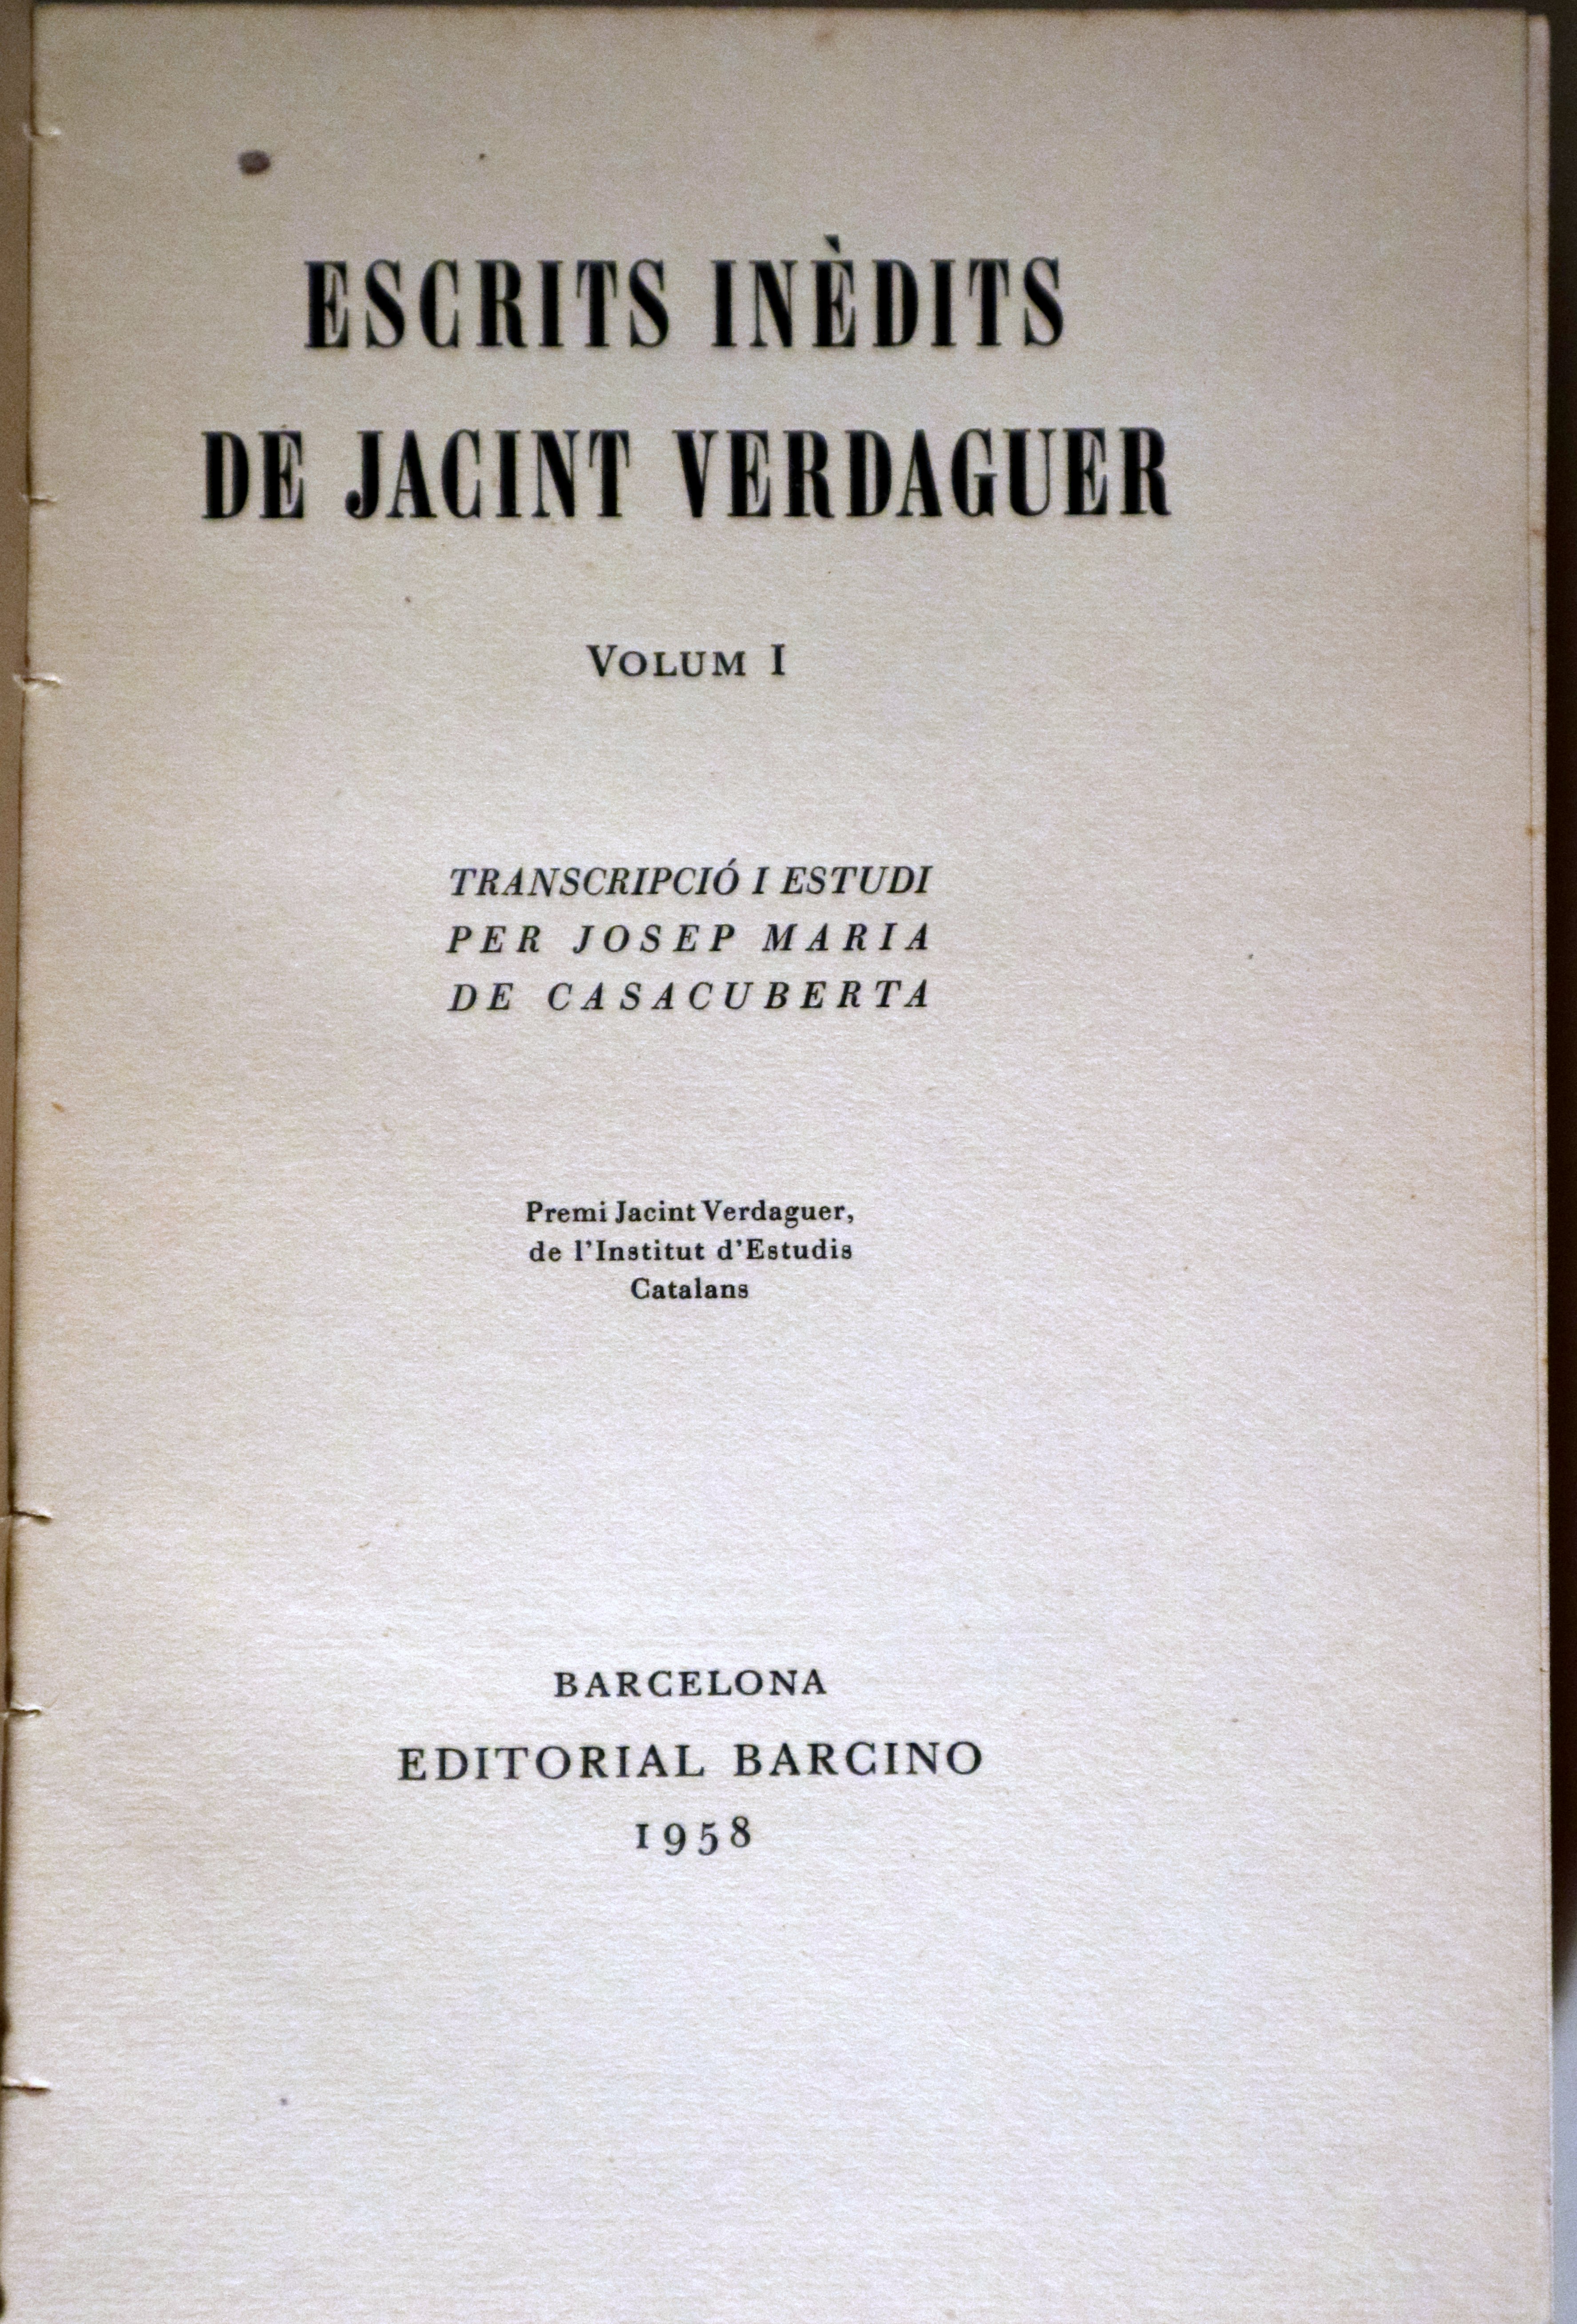 ESCRITS INÈDITS
DE JACINT VERDAGUER
VOLUM I
TRANSCRIPCIÓ I ESTUDI
PER JOSEP MARIA
DE CASACUBERTA
Premi Jacint Verdaguer,
de l'Institut d'Estudis
Catalans
BARCELONA
EDITORIAL BARCINO
1958